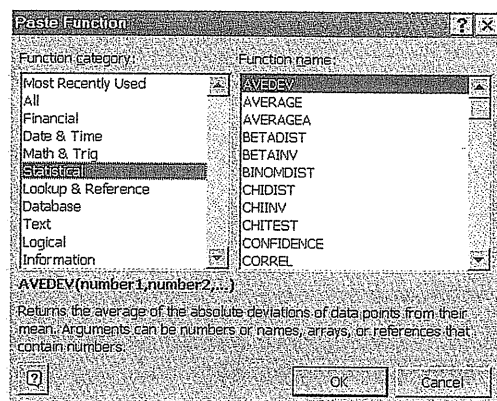 Paste Function
Function category:
Most Recently Used
All
Financial
Date & Time
Math & Trig
Statistical
Lookup & Reference
Database
Text
Logical
Information
Function name:
AVEDEV
AVERAGE
AVERAGEA
BETADIST
BETAINV
BINOMDIST
CHIDIST
CHIINV
CHITEST
CONFIDENCE
CORREL
AVEDEV(number1,number2,...)
Returns the average of the absolute deviations of data points from their
mean. Arguments can be numbers or names, arrays, or references that
contain numbers.
OK
Cancel